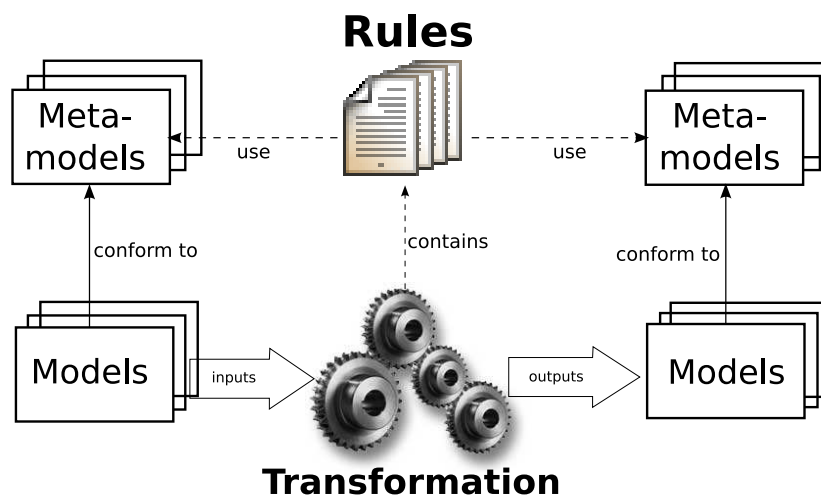 Rules
Meta-
models
use
use
Meta-
models
conform to
contains
conform to
Models
inputs
outputs
Models
Transformation